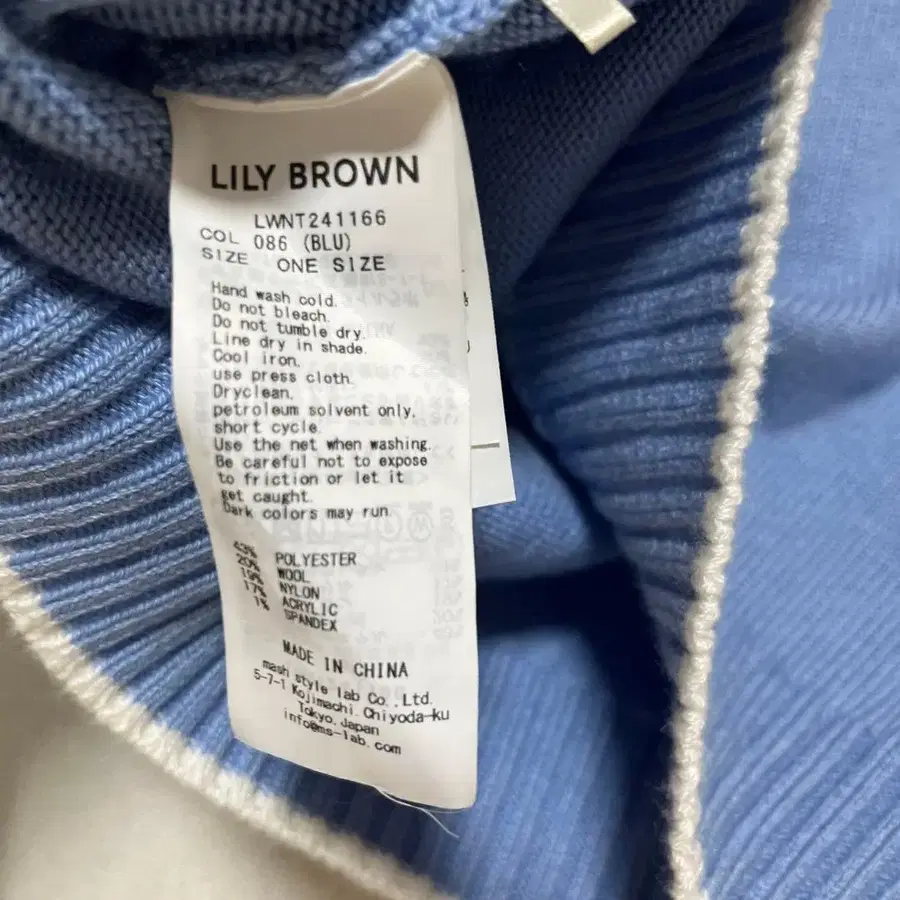 LILY BROWN
LWNT241166
COL 086 (BLU)
SIZE ONE SIZE
Hand wash cold.
Do not bleach.
Do not tumble dry.
Line dry in shade.
Cool iron.
use press cloth.
Dryclean.
petroleum solvent only.
short cycle.
Use the net when washing.
Be careful not to expose
to friction or let it
get caught.
Dark colors may run
43% POLYESTER
20% WOOL
19% NYLON
17% ACRYLIC
1% SPANDEX
MADE IN CHINA
mash style lab Co., Ltd.
5-7-1 Kojimachi, Chiyoda-ku
Tokyo, Japan
info@ms-lab.com